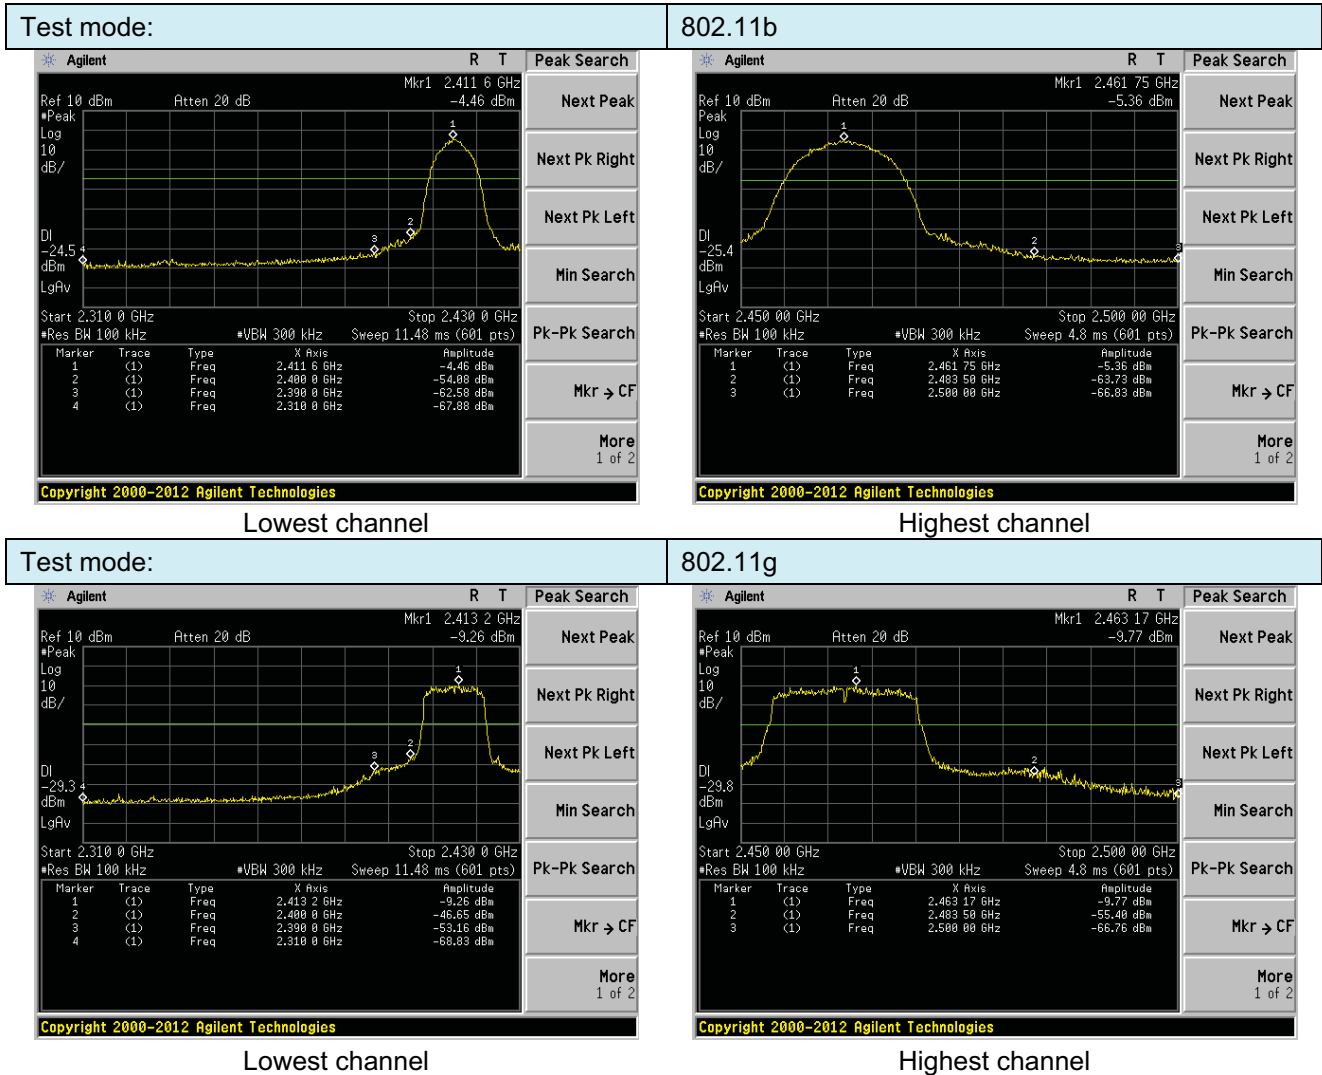 Test mode: 802.11b
Agilent R T Peak Search
Mkr1 2.411 6 GHz
Ref 10 dBm Atten 20 dB -4.46 dBm
#Peak
Log
10
dB/
1
2
3
4
DI
-24.5
dBm
LgAv
Start 2.310 0 GHz Stop 2.430 0 GHz
#Res BW 100 kHz #VBW 300 kHz Sweep 11.48 ms (601 pts)
Marker Trace Type X Axis Amplitude
1 (1) Freq 2.411 6 GHz -4.46 dBm
2 (1) Freq 2.400 0 GHz -54.08 dBm
3 (1) Freq 2.390 0 GHz -62.58 dBm
4 (1) Freq 2.310 0 GHz -67.88 dBm
Next Peak
Next Pk Right
Next Pk Left
Min Search
Pk-Pk Search
Mkr → CF
More
1 of 2
Copyright 2000-2012 Agilent Technologies
Lowest channel
Agilent R T Peak Search
Mkr1 2.461 75 GHz
Ref 10 dBm Atten 20 dB -5.36 dBm
Peak
Log
10
dB/
1
2
3
DI
-25.4
dBm
LgAv
Start 2.450 00 GHz Stop 2.500 00 GHz
#Res BW 100 kHz #VBW 300 kHz Sweep 4.8 ms (601 pts)
Marker Trace Type X Axis Amplitude
1 (1) Freq 2.461 75 GHz -5.36 dBm
2 (1) Freq 2.483 50 GHz -63.73 dBm
3 (1) Freq 2.500 00 GHz -66.83 dBm
Next Peak
Next Pk Right
Next Pk Left
Min Search
Pk-Pk Search
Mkr → CF
More
1 of 2
Copyright 2000-2012 Agilent Technologies
Highest channel
Test mode: 802.11g
Agilent R T Peak Search
Mkr1 2.413 2 GHz
Ref 10 dBm Atten 20 dB -9.26 dBm
#Peak
Log
10
dB/
1
2
3
4
DI
-29.3
dBm
LgAv
Start 2.310 0 GHz Stop 2.430 0 GHz
#Res BW 100 kHz #VBW 300 kHz Sweep 11.48 ms (601 pts)
Marker Trace Type X Axis Amplitude
1 (1) Freq 2.413 2 GHz -9.26 dBm
2 (1) Freq 2.400 0 GHz -46.65 dBm
3 (1) Freq 2.390 0 GHz -53.16 dBm
4 (1) Freq 2.310 0 GHz -68.83 dBm
Next Peak
Next Pk Right
Next Pk Left
Min Search
Pk-Pk Search
Mkr → CF
More
1 of 2
Copyright 2000-2012 Agilent Technologies
Lowest channel
Agilent R T Peak Search
Mkr1 2.463 17 GHz
Ref 10 dBm Atten 20 dB -9.77 dBm
#Peak
Log
10
dB/
1
2
3
DI
-29.8
dBm
LgAv
Start 2.450 00 GHz Stop 2.500 00 GHz
#Res BW 100 kHz #VBW 300 kHz Sweep 4.8 ms (601 pts)
Marker Trace Type X Axis Amplitude
1 (1) Freq 2.463 17 GHz -9.77 dBm
2 (1) Freq 2.483 50 GHz -55.40 dBm
3 (1) Freq 2.500 00 GHz -66.76 dBm
Next Peak
Next Pk Right
Next Pk Left
Min Search
Pk-Pk Search
Mkr → CF
More
1 of 2
Copyright 2000-2012 Agilent Technologies
Highest channel